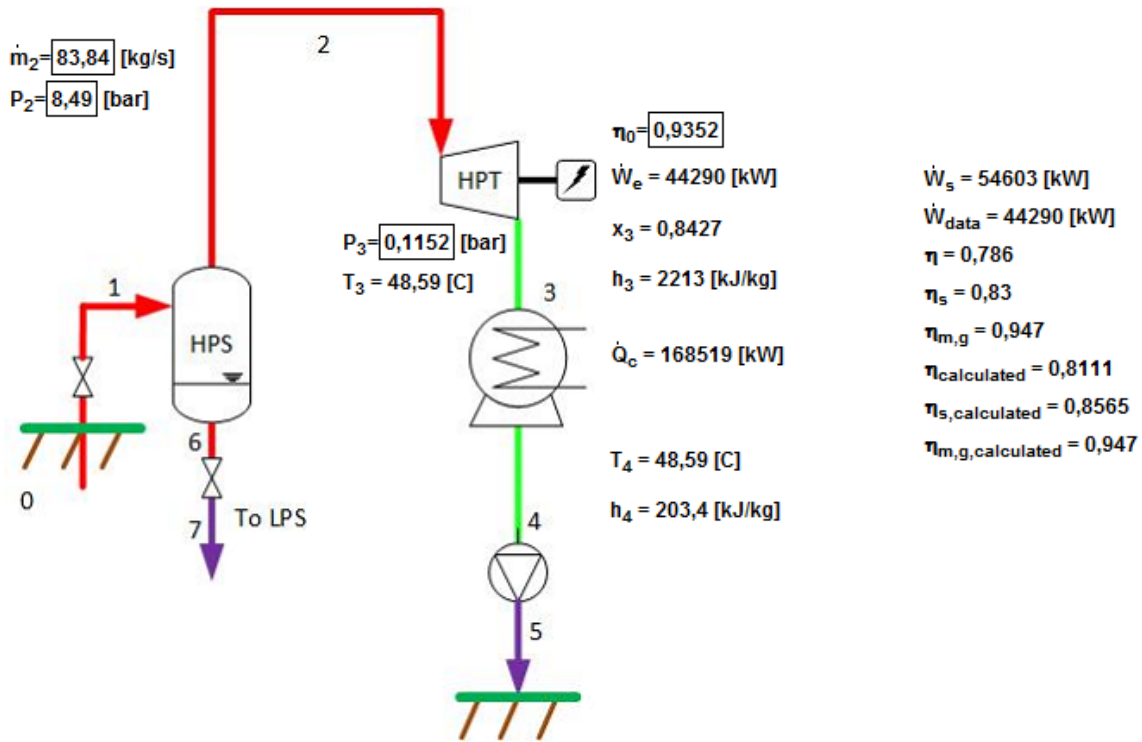 2
ṁ2=83,84 [kg/s]
P2=8,49 [bar]
HPT
η0=0,9352
Ẇe = 44290 [kW]
x3 = 0,8427
h3 = 2213 [kJ/kg]
Q̇c = 168519 [kW]
T4 = 48,59 [C]
h4 = 203,4 [kJ/kg]
Ẇs = 54603 [kW]
Ẇdata = 44290 [kW]
η = 0,786
ηs = 0,83
ηm,g = 0,947
ηcalculated = 0,8111
ηs,calculated = 0,8565
ηm,g,calculated = 0,947
P3=0,1152 [bar]
T3 = 48,59 [C]
3
1
HPS
6
0
7
To LPS
4
5